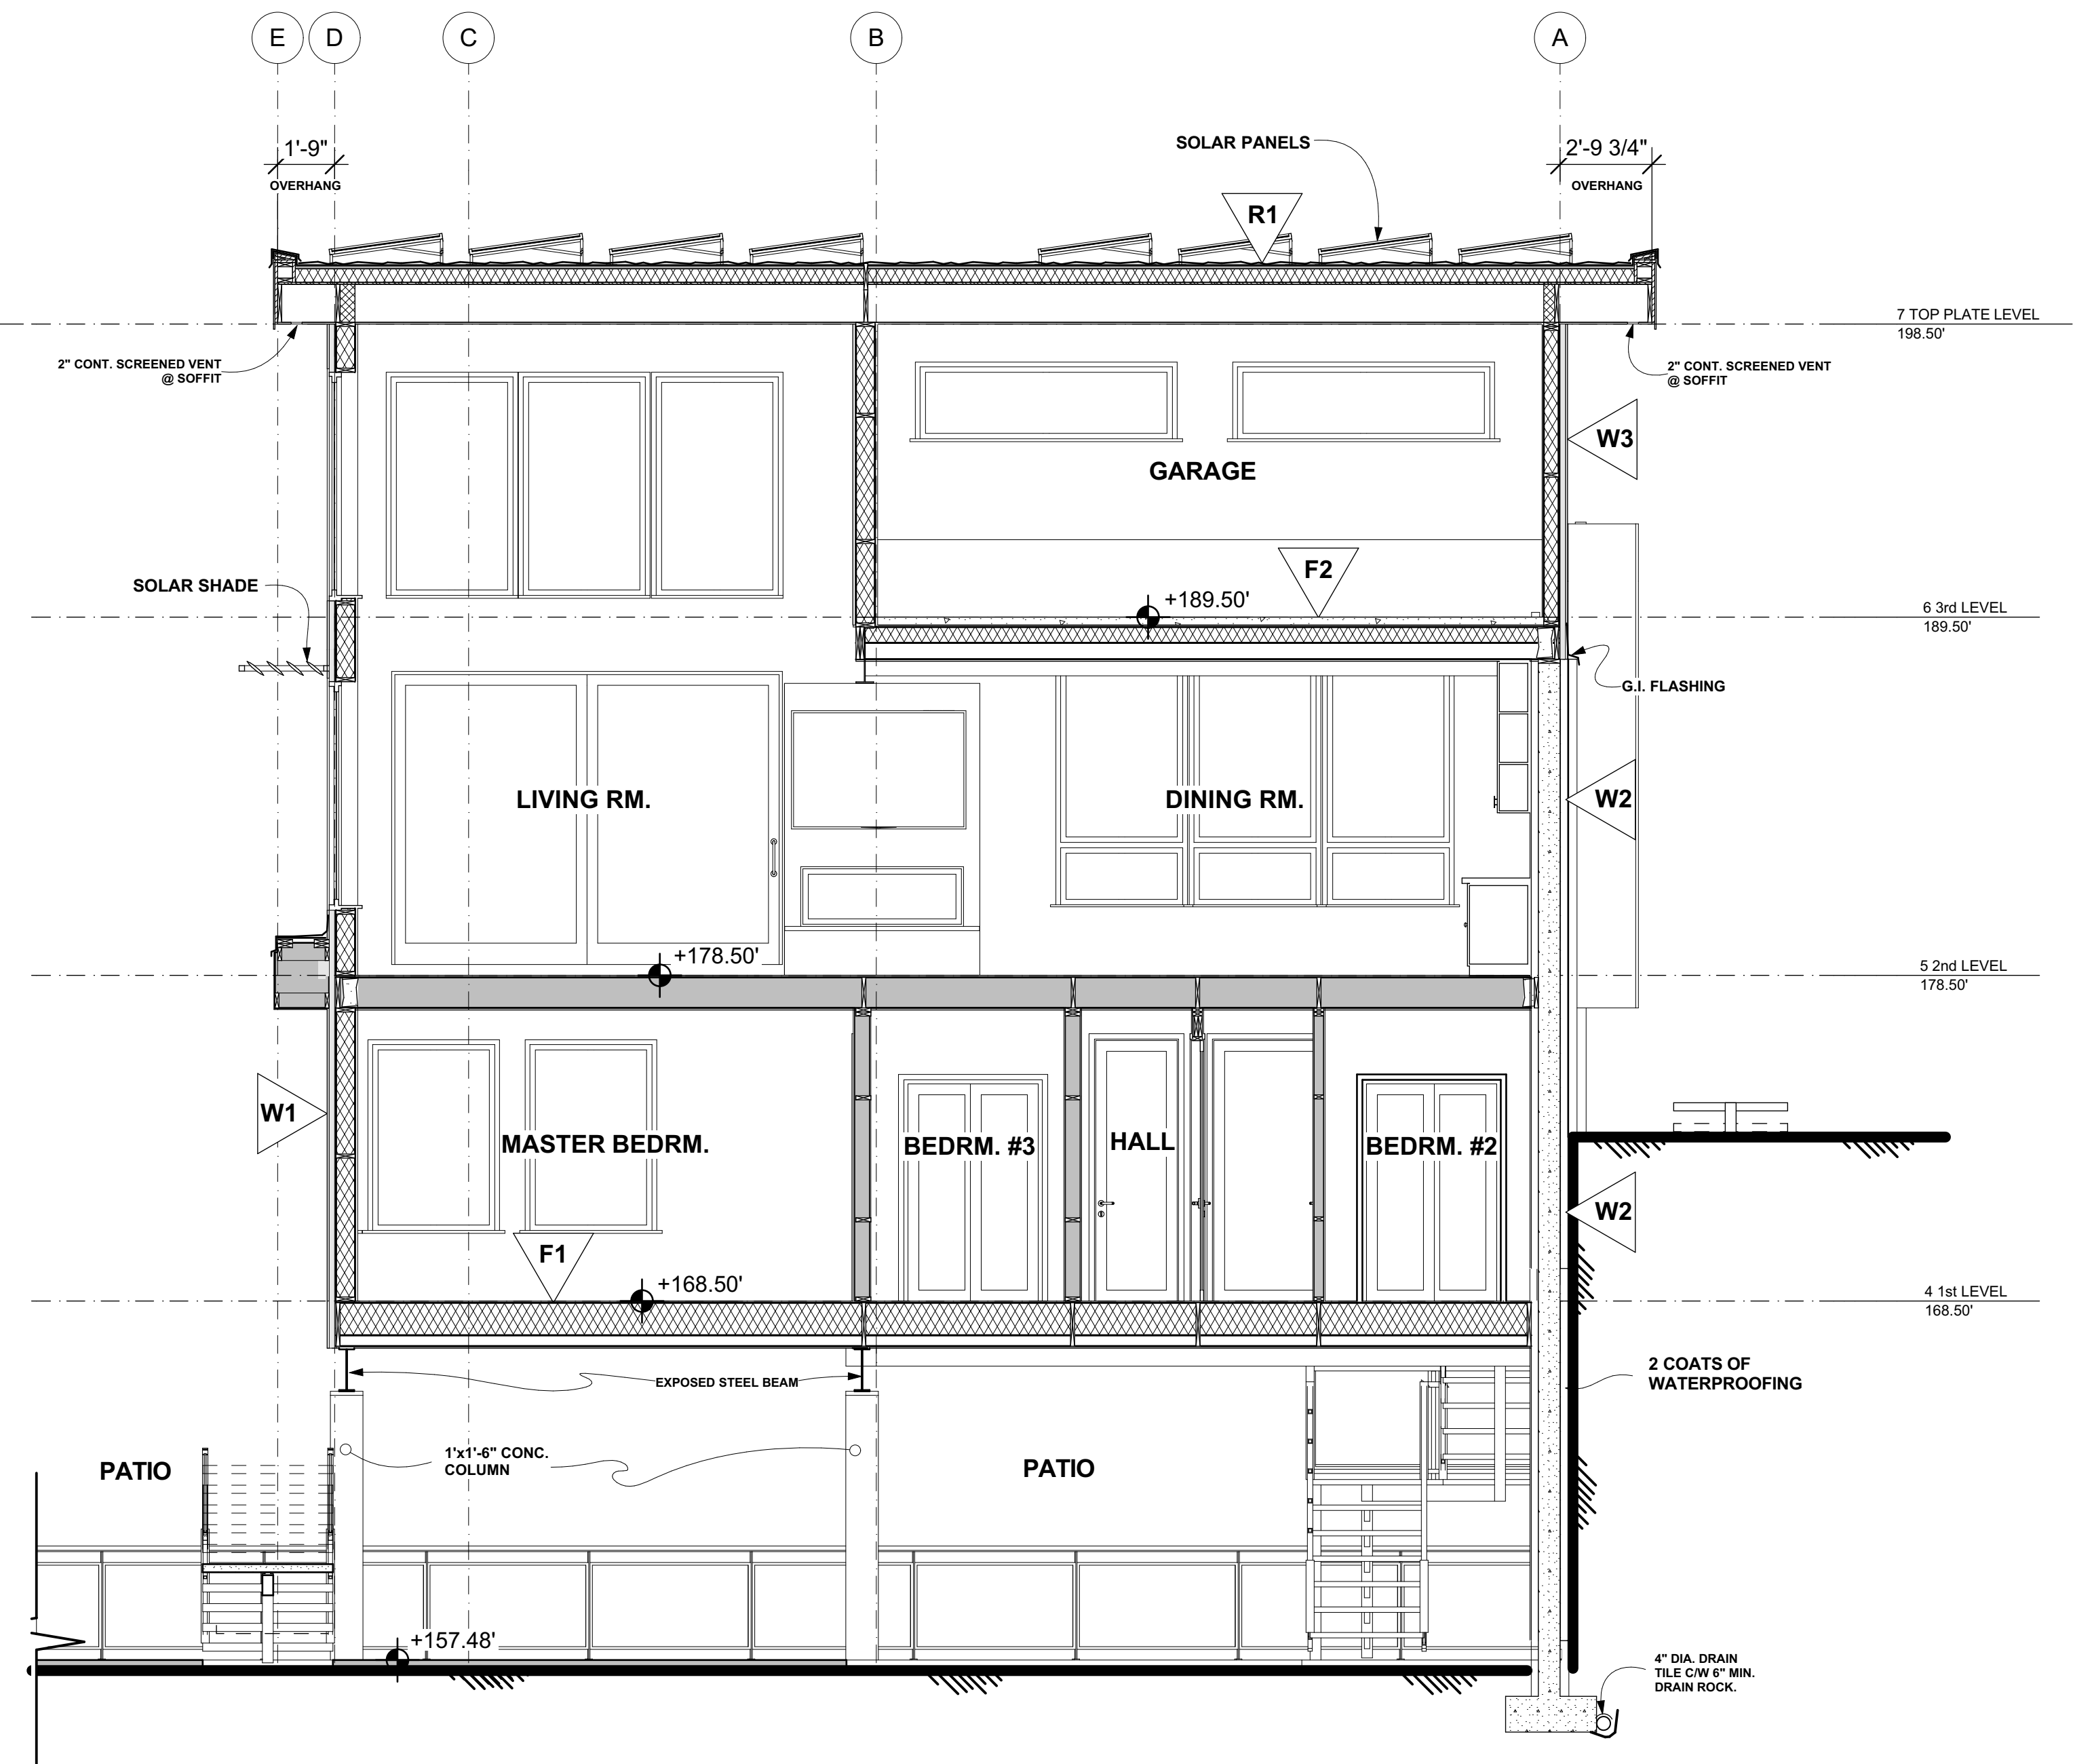 E
D
C
B
A
1'-9"
OVERHANG
SOLAR PANELS
2'-9 3/4"
OVERHANG
R1
7 TOP PLATE LEVEL
198.50'
2" CONT. SCREENED VENT
@ SOFFIT
2" CONT. SCREENED VENT
@ SOFFIT
W3
GARAGE
SOLAR SHADE
F2
+189.50'
6 3rd LEVEL
189.50'
G.I. FLASHING
LIVING RM.
DINING RM.
W2
+178.50'
5 2nd LEVEL
178.50'
W1
MASTER BEDRM.
BEDRM. #3
HALL
BEDRM. #2
W2
F1
+168.50'
4 1st LEVEL
168.50'
EXPOSED STEEL BEAM
2 COATS OF
WATERPROOFING
1'x1'-6" CONC.
COLUMN
PATIO
PATIO
+157.48'
4" DIA. DRAIN
TILE C/W 6" MIN.
DRAIN ROCK.